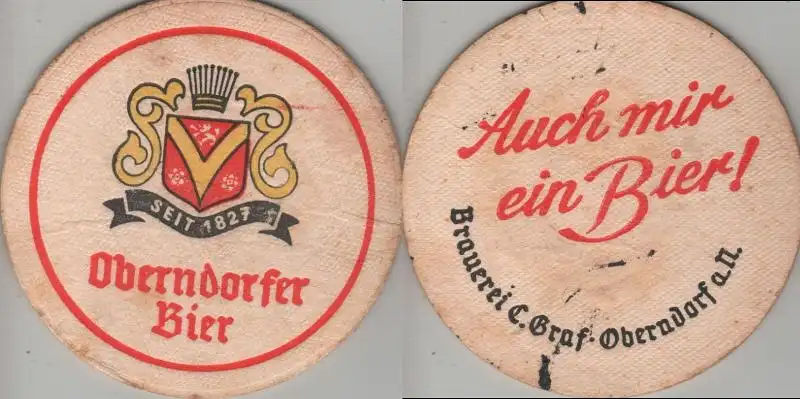 SEIT 1827
Oberndorfer
Bier
Auch mir
ein Bier!
Brauerei C. Graf · Oberndorf a.N.